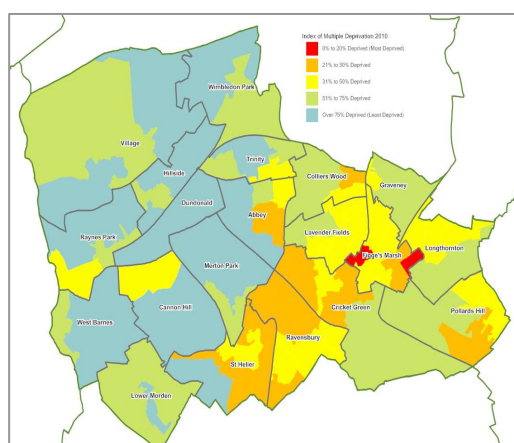 Index of Multiple Deprivation 2010
0% to 20% Deprived (Most Deprived)
21% to 30% Deprived
31% to 50% Deprived
51% to 75% Deprived
Over 75% Deprived (Least Deprived)
Wimbledon Park
Village
Hillside
Trinity
Colliers Wood
Graveney
Dundonald
Abbey
Raynes Park
Lavender Fields
Figge's Marsh
Longthornton
Merton Park
West Barnes
Cannon Hill
Cricket Green
Pollards Hill
St Helier
Ravensbury
Lower Morden